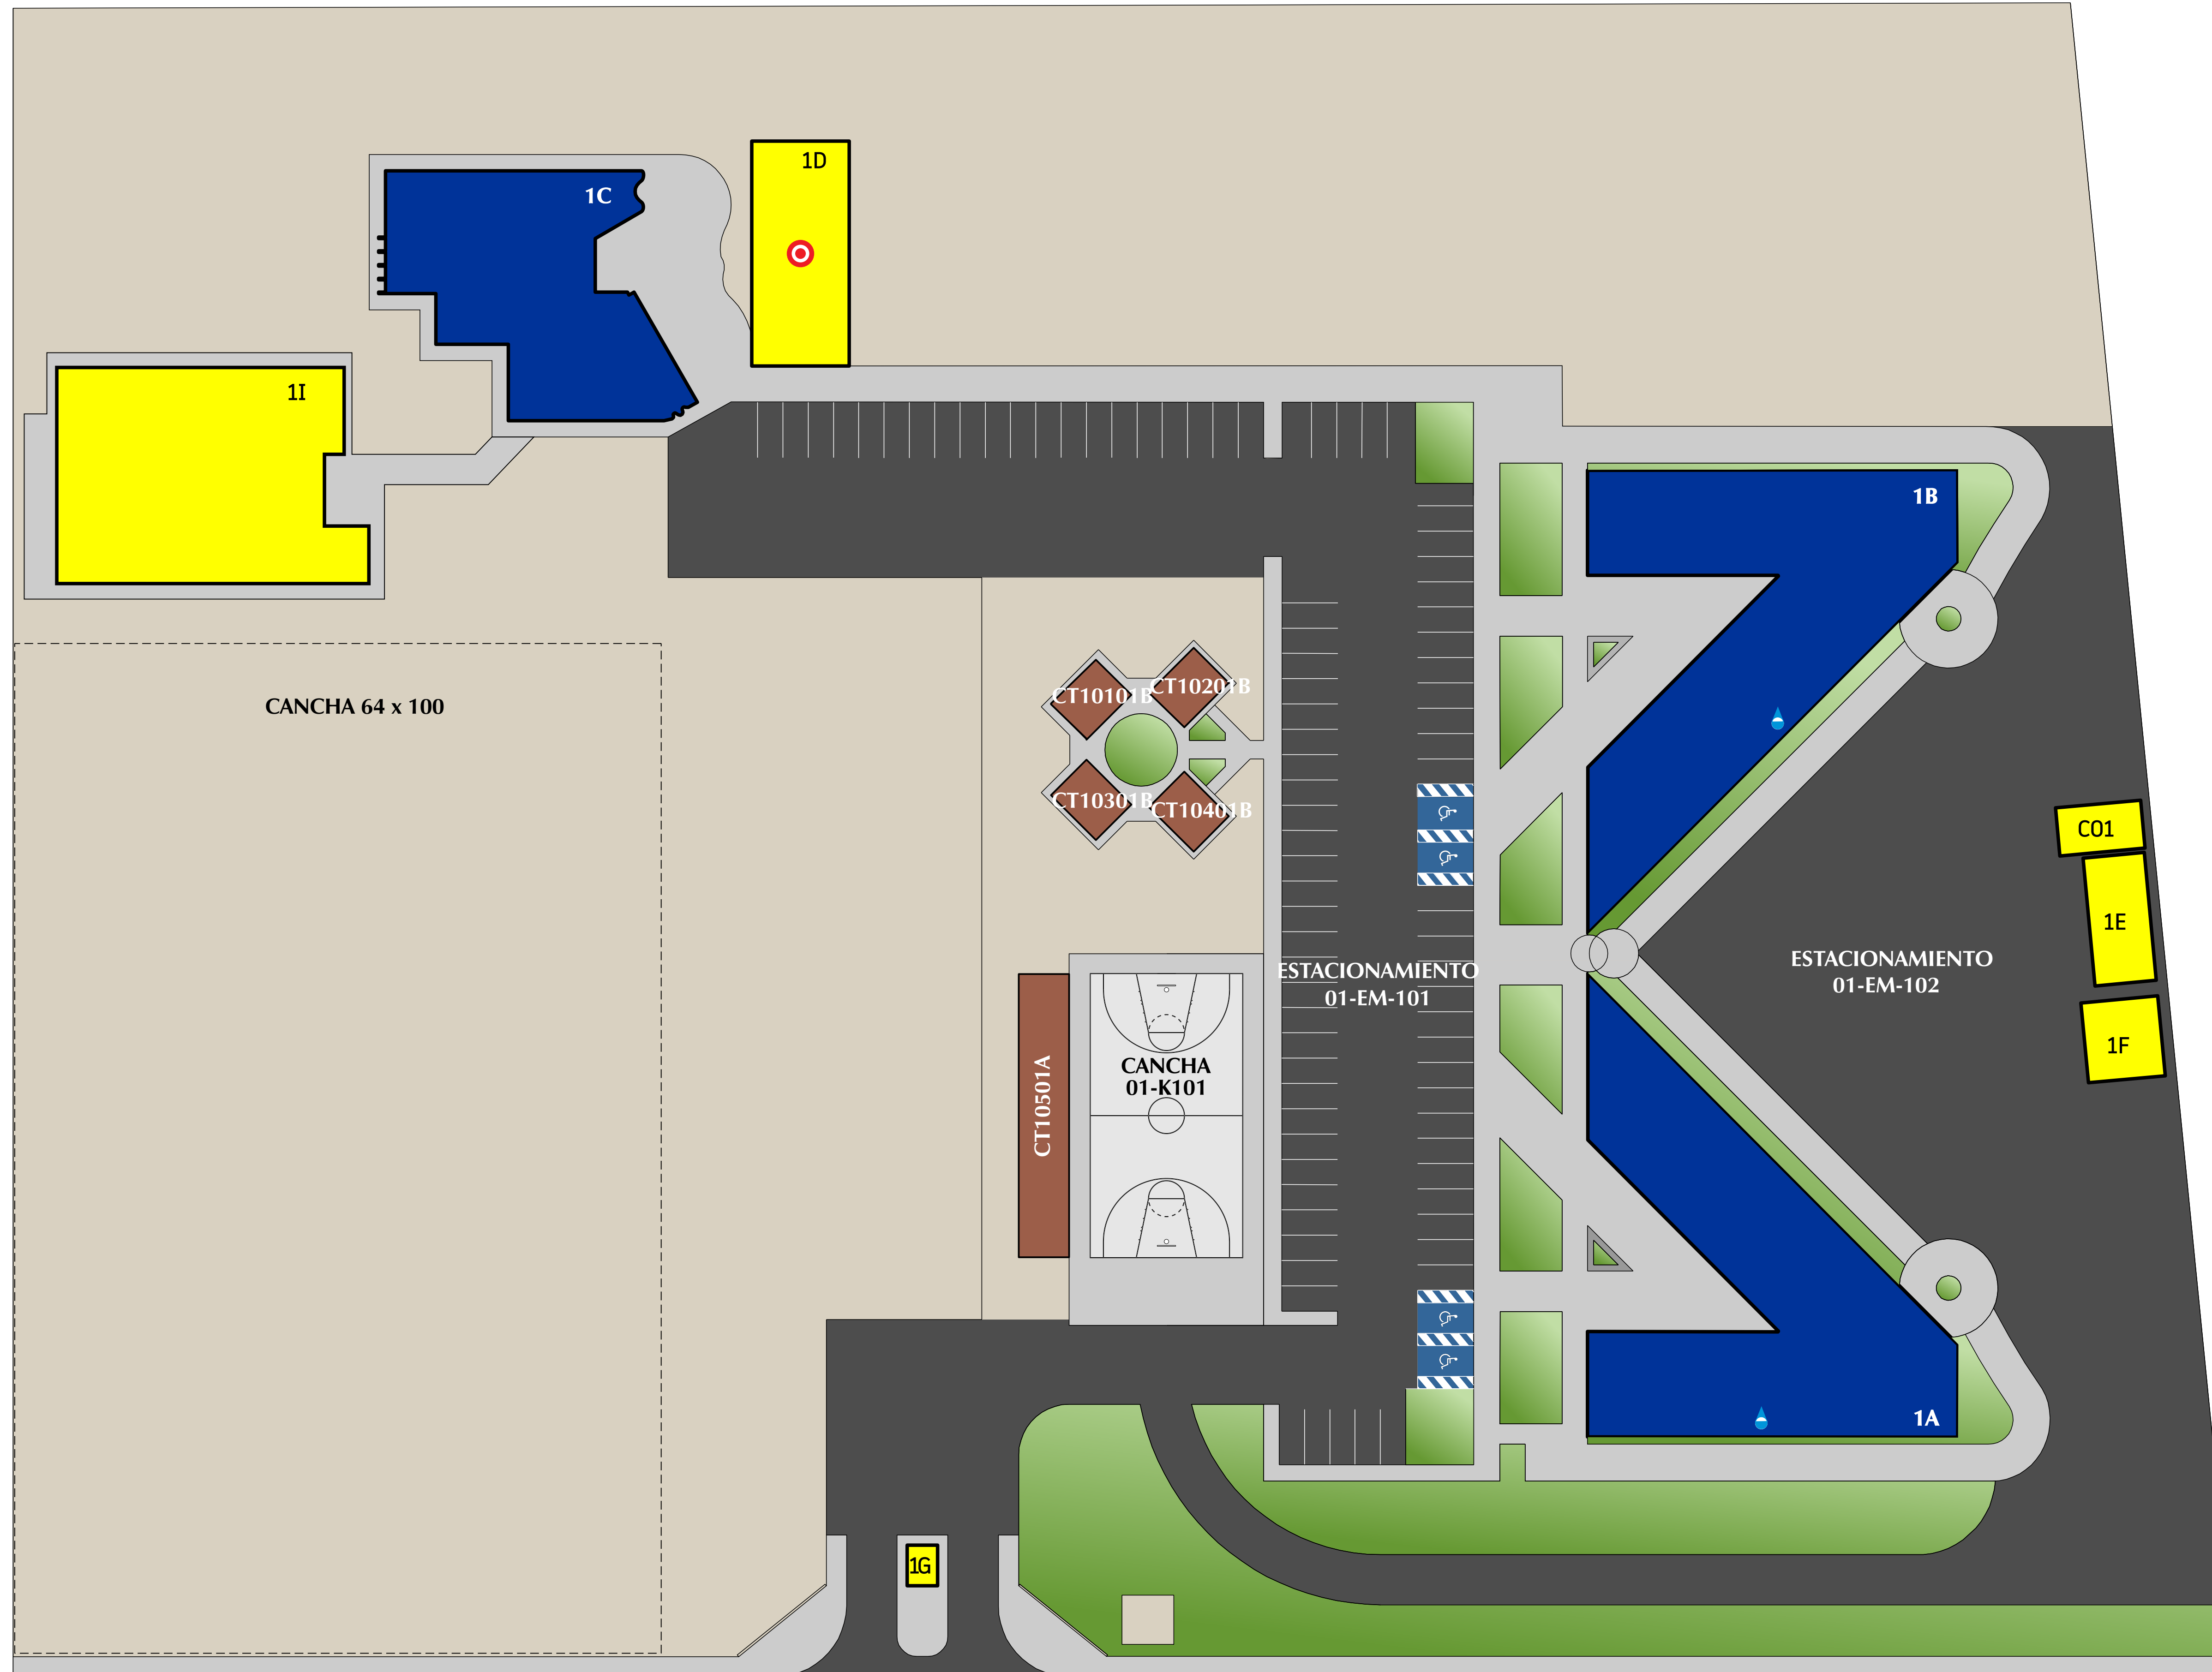 1D
1C
1I
1B
CT10101B
CT10201B
CANCHA 64 x 100
CT10301B
CT10401B
CO1
1E
ESTACIONAMIENTO
01-EM-101
ESTACIONAMIENTO
01-EM-102
1F
CT10501A
CANCHA
01-K101
1A
1G